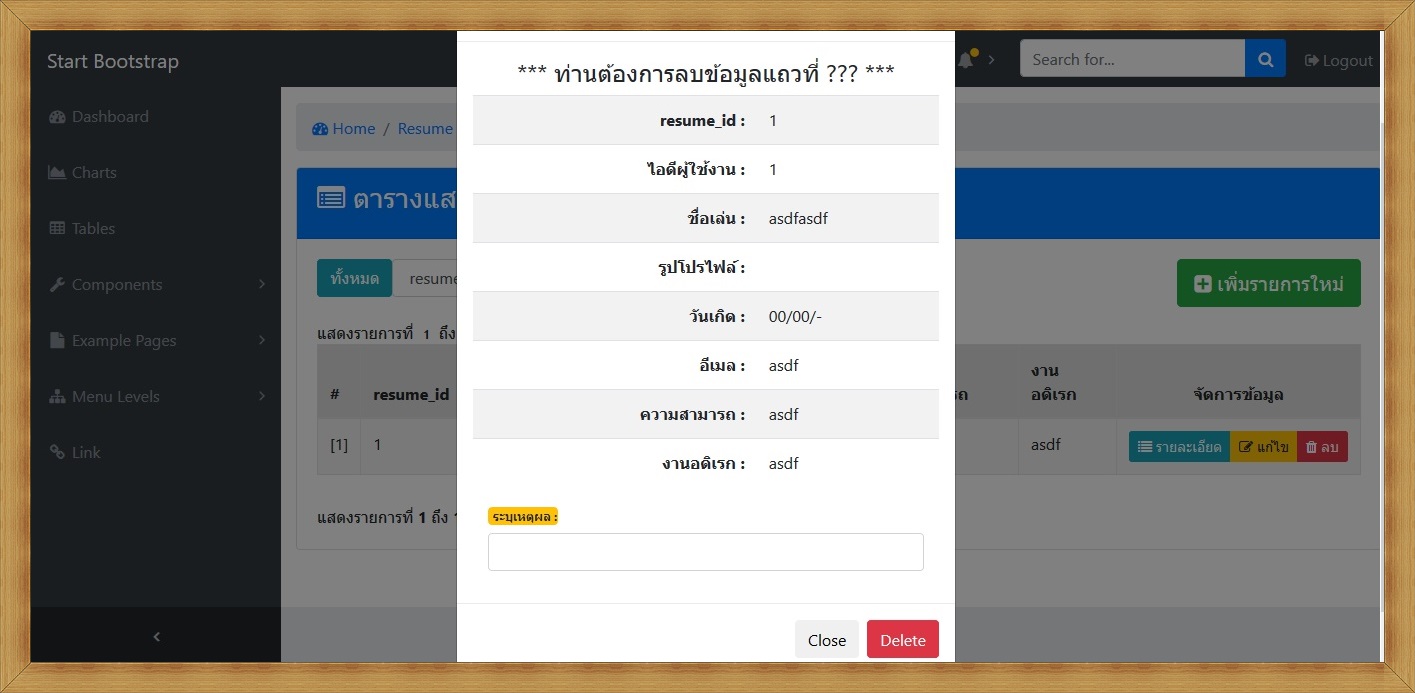 Start Bootstrap
Search for...
Logout
Dashboard
Charts
Tables
Components
Example Pages
Menu Levels
Link
Home / Resume
ตารางแส
ทั้งหมด
resume
เพิ่มรายการใหม่
แสดงรายการที่ 1 ถึง
# resume_id
งาน
อดิเรก
จัดการข้อมูล
[1] 1
asdf
รายละเอียด
แก้ไข
ลบ
แสดงรายการที่ 1 ถึง
*** ท่านต้องการลบข้อมูลแถวที่ ??? ***
resume_id : 1
ไอดีผู้ใช้งาน : 1
ชื่อเล่น : asdfasdf
รูปโปรไฟล์ :
วันเกิด : 00/00/-
อีเมล : asdf
ความสามารถ : asdf
งานอดิเรก : asdf
ระบุเหตุผล :
Close
Delete